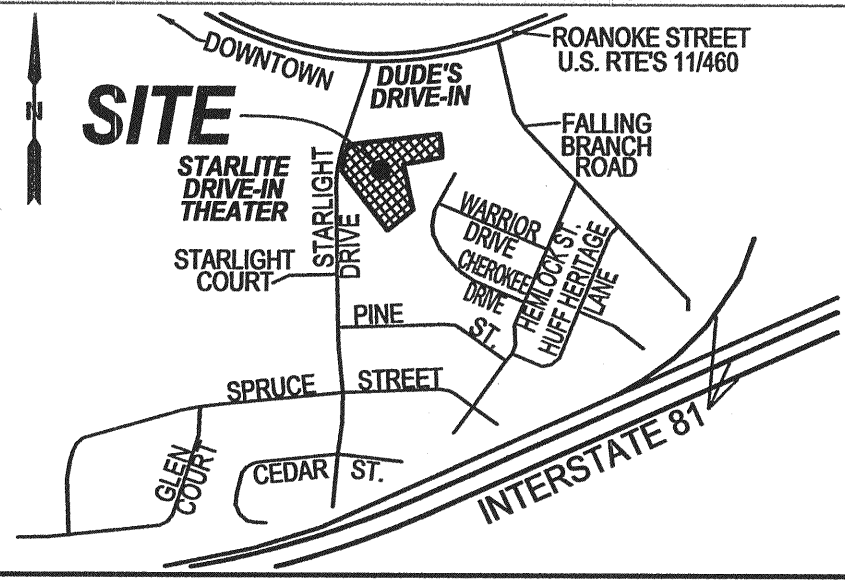 DOWNTOWN
ROANOKE STREET
U.S. RTE'S 11/460
DUDE'S
DRIVE-IN
N
SITE
FALLING
BRANCH
ROAD
STARLITE
DRIVE-IN
THEATER
STARLIGHT
DRIVE
WARRIOR
DRIVE
STARLIGHT
COURT
CHEROKEE
DRIVE
HEMLOCK ST.
HUFF HERITAGE
LANE
PINE
ST.
SPRUCE STREET
GLEN
COURT
CEDAR ST.
INTERSTATE 81